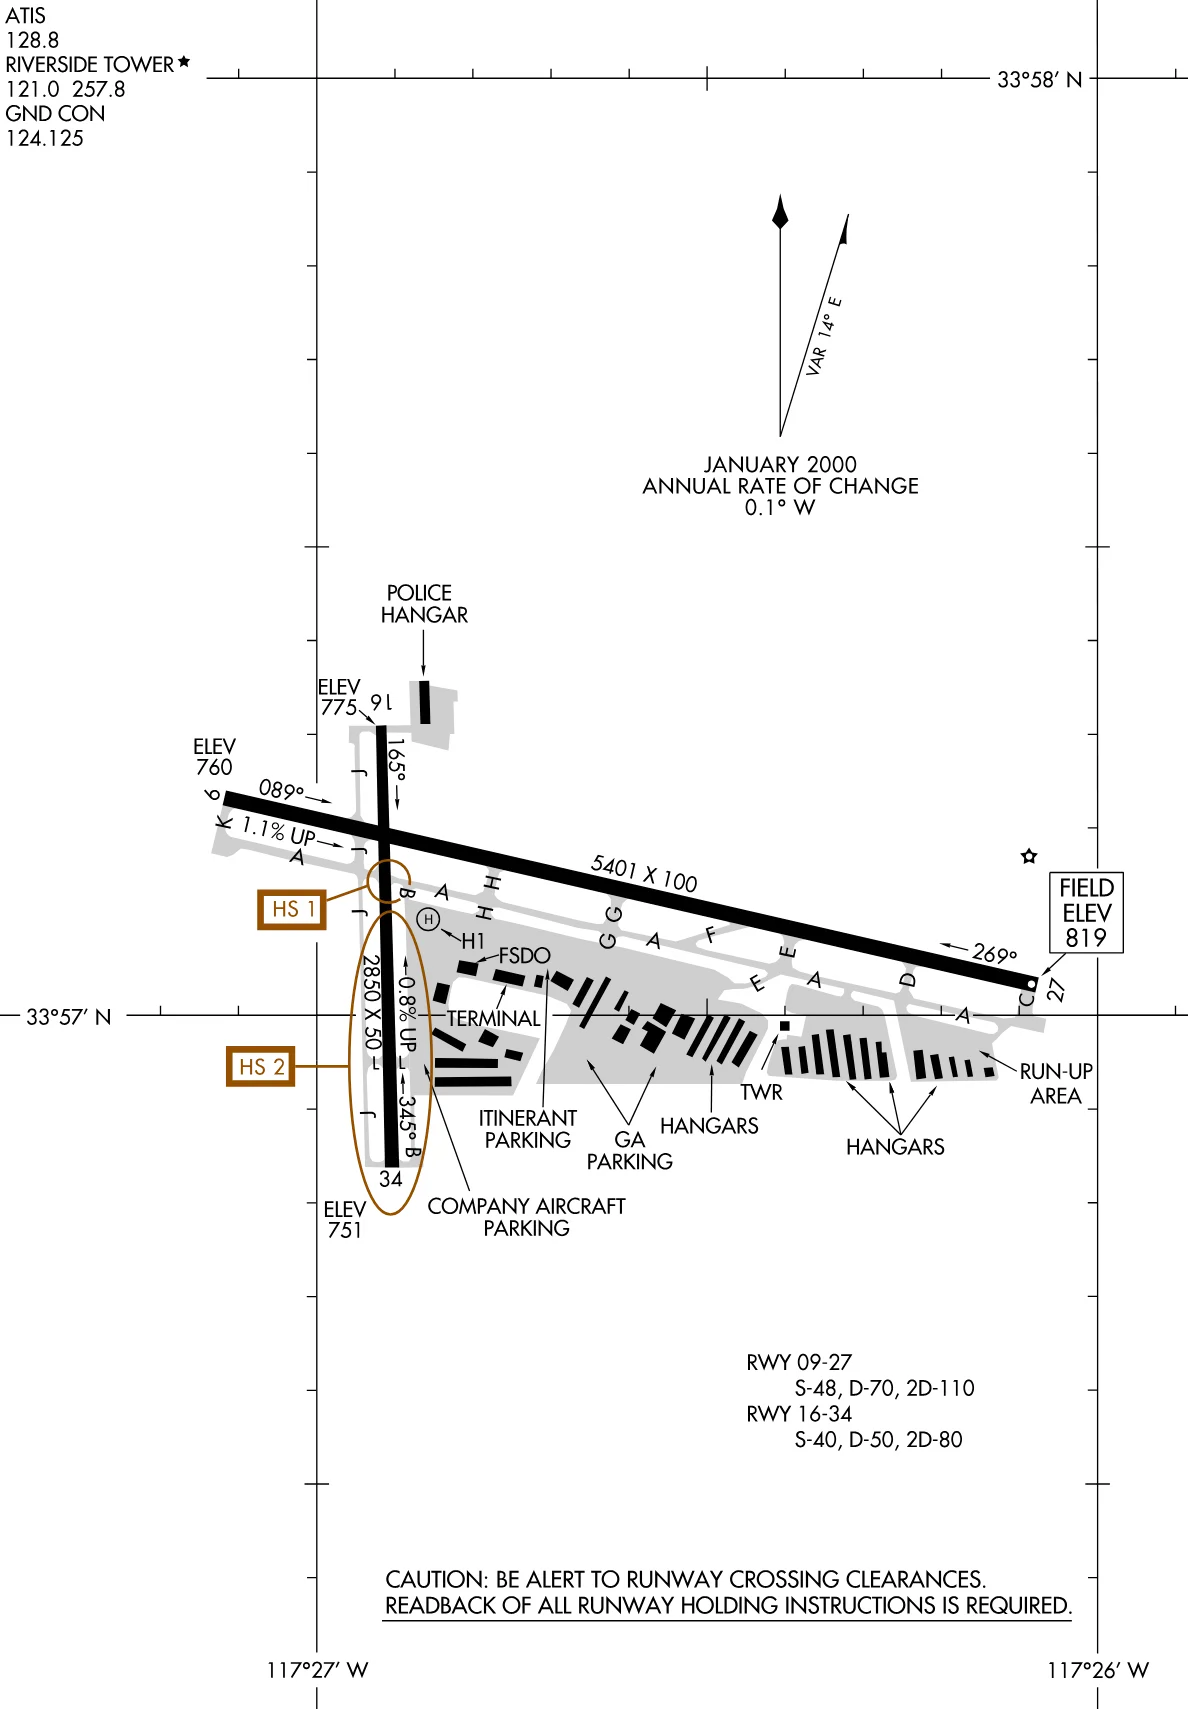 ATIS
128.8
RIVERSIDE TOWER
121.0 257.8
GND CON
124.125
33°58' N
VAR 14° E
JANUARY 2000
ANNUAL RATE OF CHANGE
0.1° W
POLICE
HANGAR
ELEV
775
16
165°
ELEV
760
9
089°
1.1% UP
K
A
J
J
J
J
5401 X 100
HS 1
B
A
H
H
H
H1
G
G
A
F
E
E
A
D
A
C
269°
27
FIELD
ELEV
819
FSDO
TERMINAL
2850 X 50
0.8% UP
33°57' N
HS 2
L
L
345°
B
34
ELEV
751
TWR
RUN-UP
AREA
ITINERANT
PARKING
GA
PARKING
HANGARS
HANGARS
COMPANY AIRCRAFT
PARKING
RWY 09-27
S-48, D-70, 2D-110
RWY 16-34
S-40, D-50, 2D-80
CAUTION: BE ALERT TO RUNWAY CROSSING CLEARANCES.
READBACK OF ALL RUNWAY HOLDING INSTRUCTIONS IS REQUIRED.
117°27' W
117°26' W